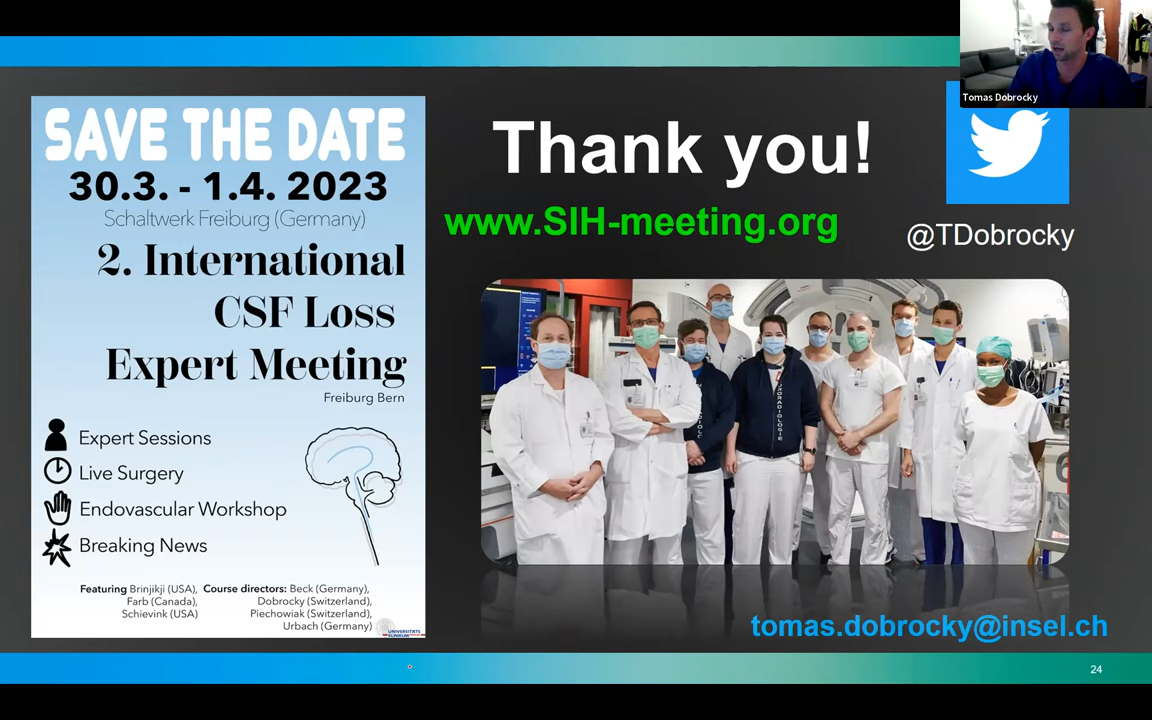 Tomas Dobrocky
SAVE THE DATE
30.3. - 1.4. 2023
Schaltwerk Freiburg (Germany)
2. International
CSF Loss
Expert Meeting
Freiburg Bern
Expert Sessions
Live Surgery
Endovascular Workshop
Breaking News
Featuring Brinjikji (USA),
Farb (Canada),
Schievink (USA)
Course directors: Beck (Germany),
Dobrocky (Switzerland),
Piechowiak (Switzerland),
Urbach (Germany)
UNIVERSITÄTS
KLINIKUM
Thank you!
www.SIH-meeting.org
@TDobrocky
tomas.dobrocky@insel.ch
24